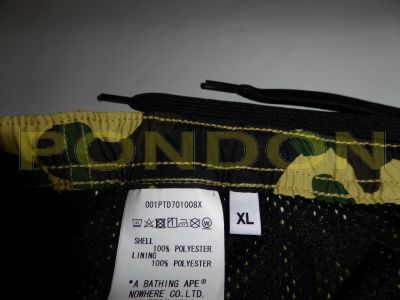 PONDON
001PTD701008X
XL
SHELL
100% POLYESTER
LINING
100% POLYESTER
*A BATHING APE®
NOWHERE CO.LTD.